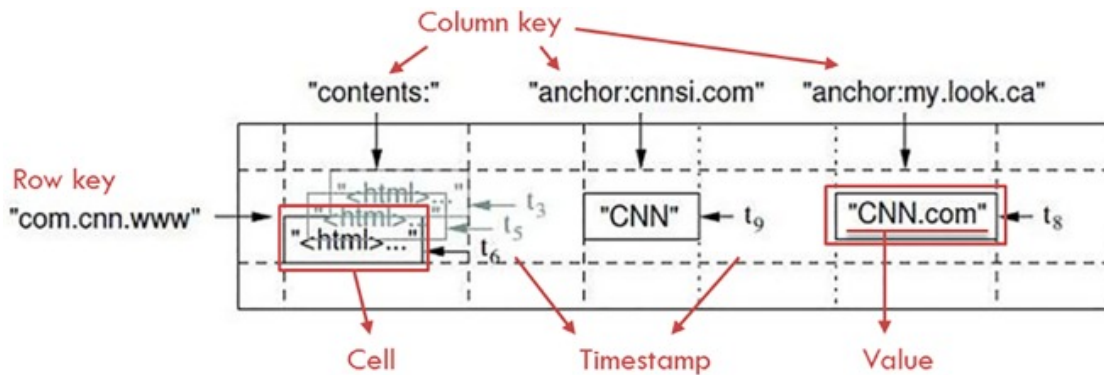 Column key
"contents:" "anchor:cnnsi.com" "anchor:my.look.ca"
Row key
"com.cnn.www"
"<html>..." t3
"<html>..." t5
"<html>..." t6
"CNN" t9
"CNN.com" t8
Cell Timestamp Value